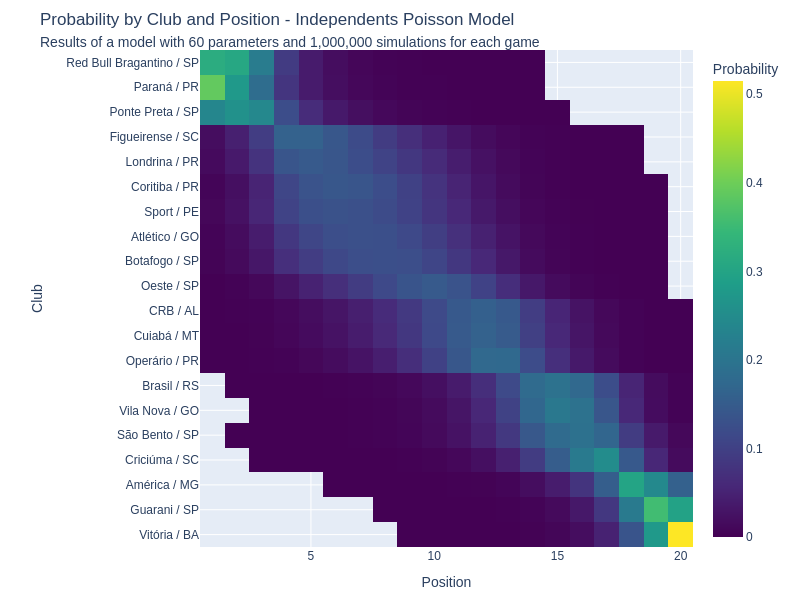 Probability by Club and Position - Independents Poisson Model
Results of a model with 60 parameters and 1,000,000 simulations for each game
Probability
Club
Red Bull Bragantino / SP
Paraná / PR
Ponte Preta / SP
Figueirense / SC
Londrina / PR
Coritiba / PR
Sport / PE
Atlético / GO
Botafogo / SP
Oeste / SP
CRB / AL
Cuiabá / MT
Operário / PR
Brasil / RS
Vila Nova / GO
São Bento / SP
Criciúma / SC
América / MG
Guarani / SP
Vitória / BA
0.5
0.4
0.3
0.2
0.1
0
5 10 15 20
Position